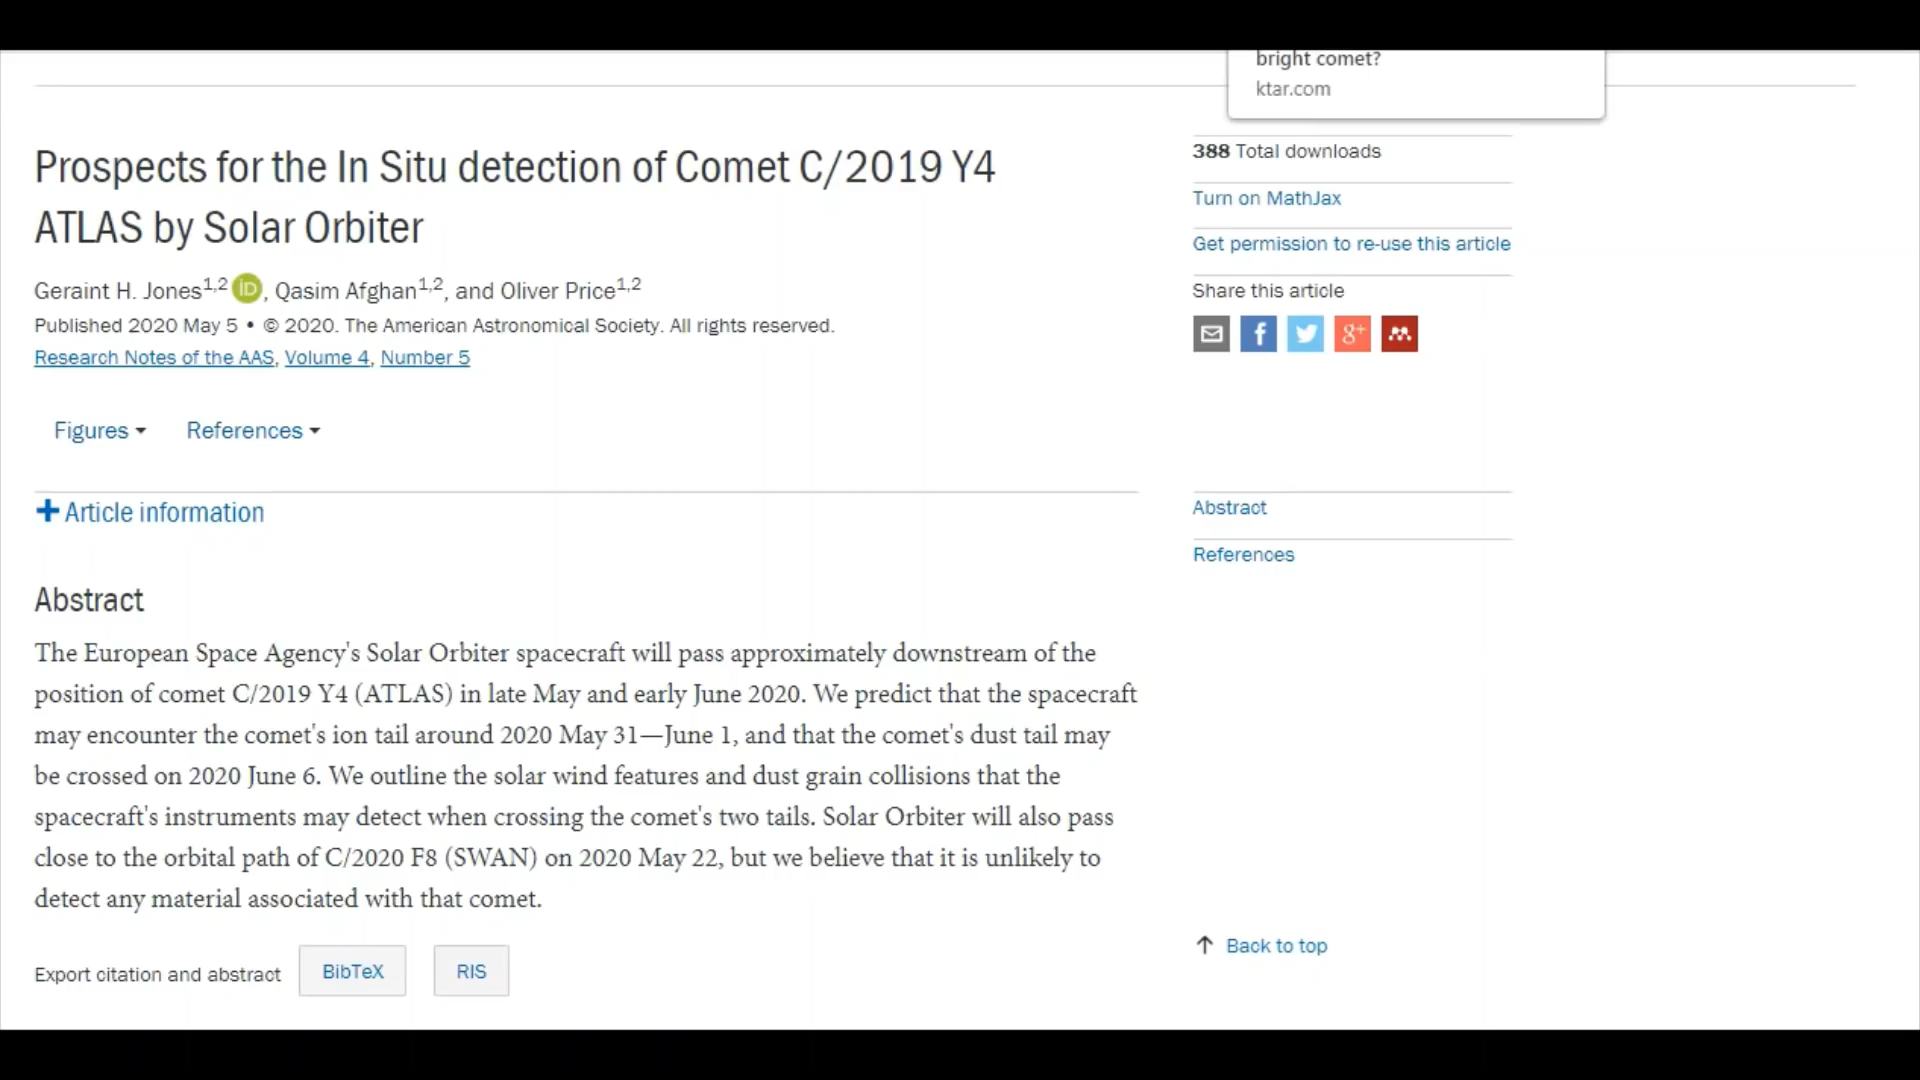 bright comet?
ktar.com
Prospects for the In Situ detection of Comet C/2019 Y4
ATLAS by Solar Orbiter
Geraint H. Jones1,2 iD, Qasim Afghan1,2, and Oliver Price1,2
Published 2020 May 5 • © 2020. The American Astronomical Society. All rights reserved.
Research Notes of the AAS, Volume 4, Number 5
Figures References
Article information
Abstract
The European Space Agency's Solar Orbiter spacecraft will pass approximately downstream of the
position of comet C/2019 Y4 (ATLAS) in late May and early June 2020. We predict that the spacecraft
may encounter the comet's ion tail around 2020 May 31—June 1, and that the comet's dust tail may
be crossed on 2020 June 6. We outline the solar wind features and dust grain collisions that the
spacecraft's instruments may detect when crossing the comet's two tails. Solar Orbiter will also pass
close to the orbital path of C/2020 F8 (SWAN) on 2020 May 22, but we believe that it is unlikely to
detect any material associated with that comet.
Export citation and abstract BibTeX RIS
388 Total downloads
Turn on MathJax
Get permission to re-use this article
Share this article
f g+
Abstract
References
Back to top